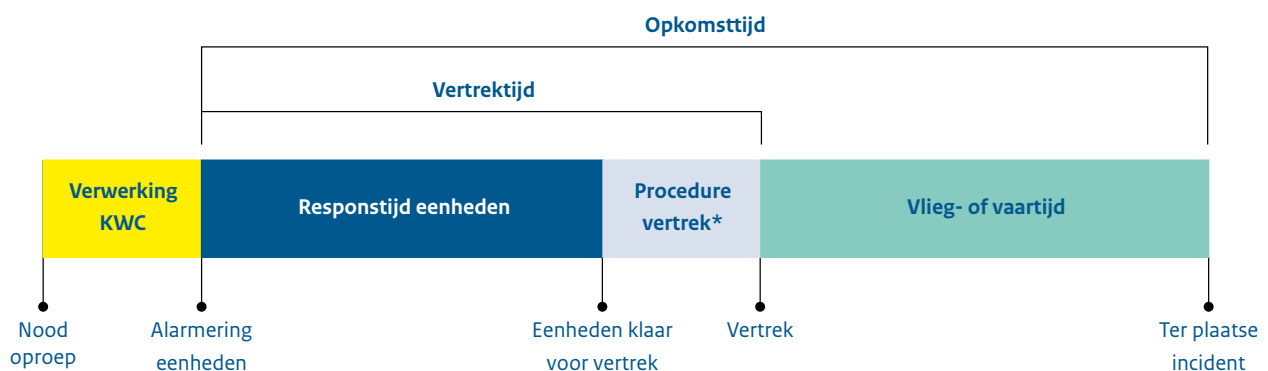 Opkomsttijd
Vertrektijd
Verwerking
KWC
Responstijd eenheden
Procedure
vertrek*
Vlieg- of vaartijd
Nood
oproep
Alarmering
eenheden
Eenheden klaar
voor vertrek
Vertrek
Ter plaatse
incident